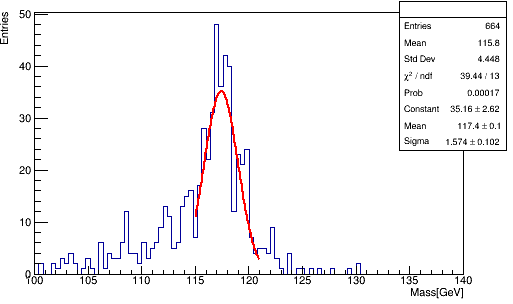 Entries
50
40
30
20
10
0
100 105 110 115 120 125 130 135 140
Mass[GeV]
Entries 664
Mean 115.8
Std Dev 4.448
χ² / ndf 39.44 / 13
Prob 0.00017
Constant 35.16 ± 2.62
Mean 117.4 ± 0.1
Sigma 1.574 ± 0.102